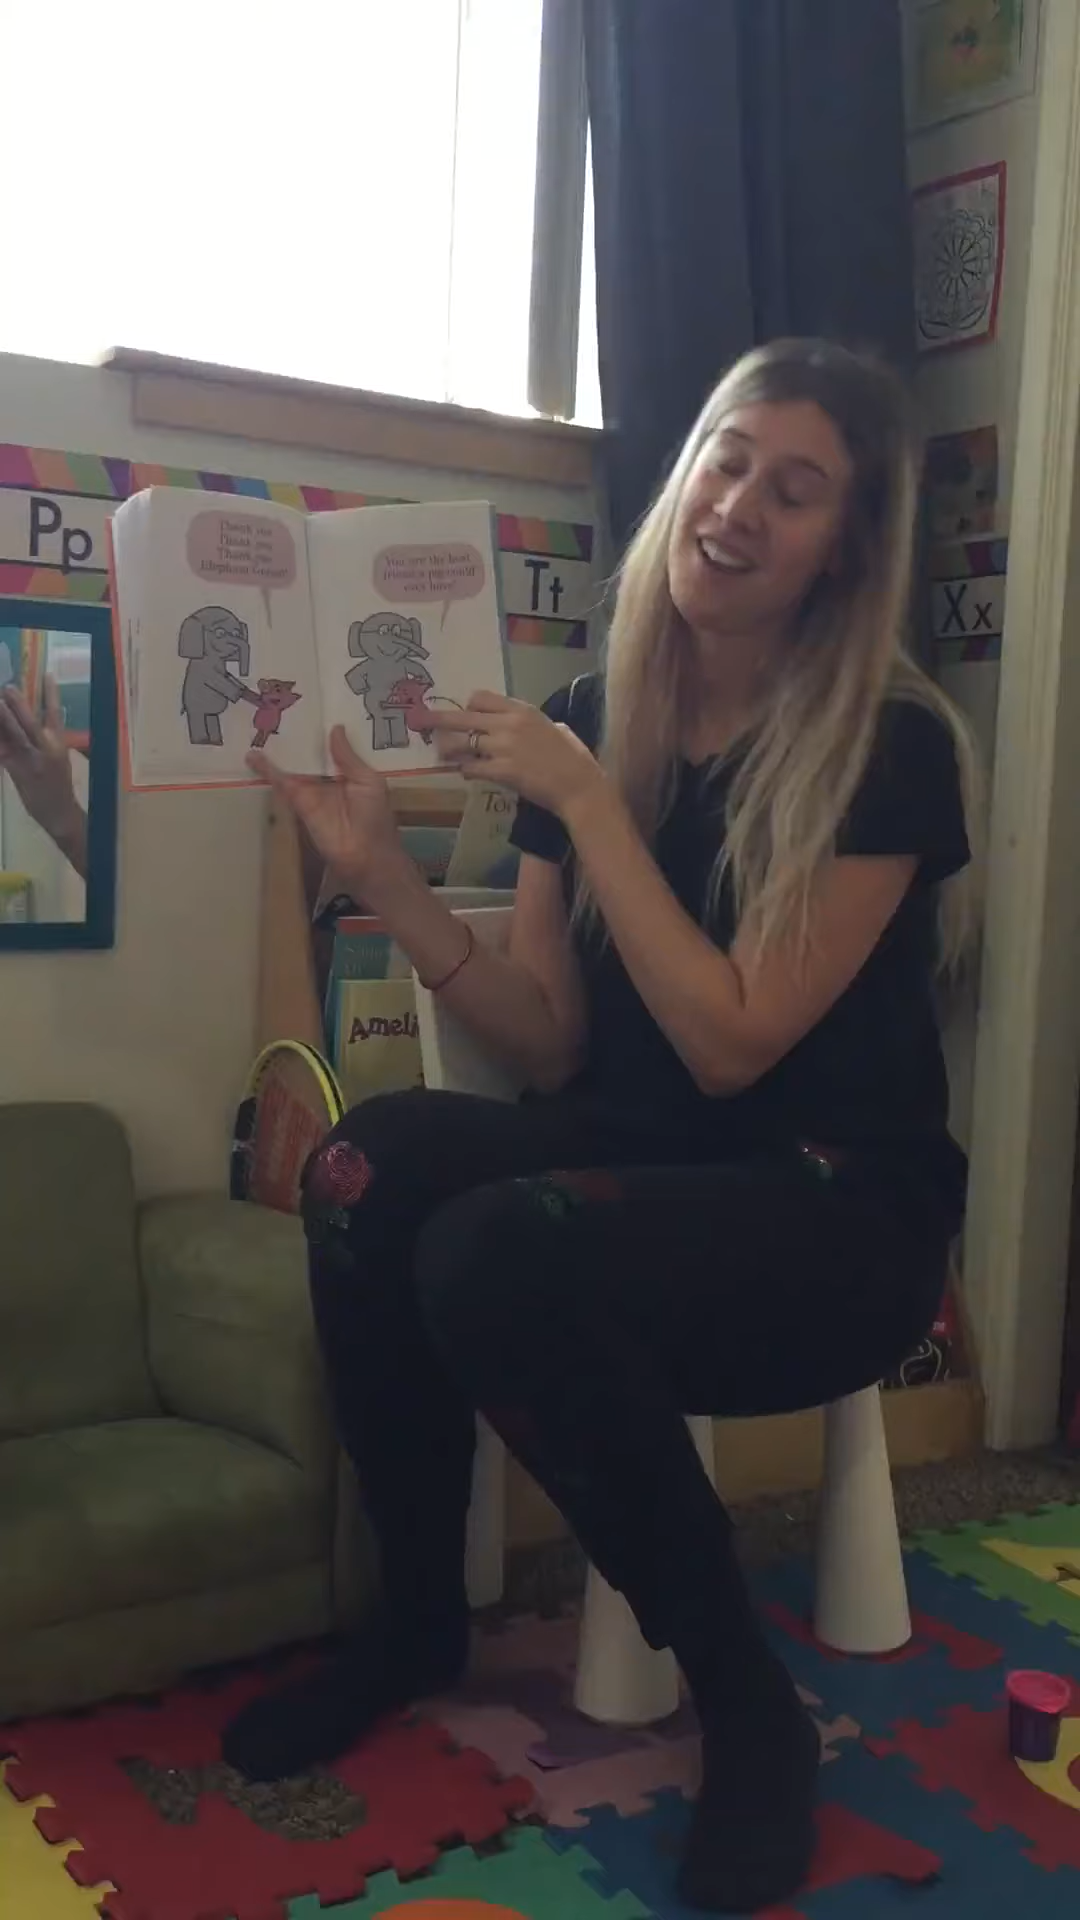 Pp
Thank you.
Thank you.
Thank you,
Elephant Gerald!
You are the best
friend a pig could
ever have!
Tt
Xx
Ameli